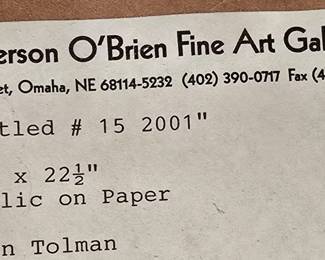 erson O'Brien Fine Art Gal
et, Omaha, NE 68114-5232 (402) 390-0717 Fax (4
tled # 15 2001"
x 22½"
lic on Paper
n Tolman